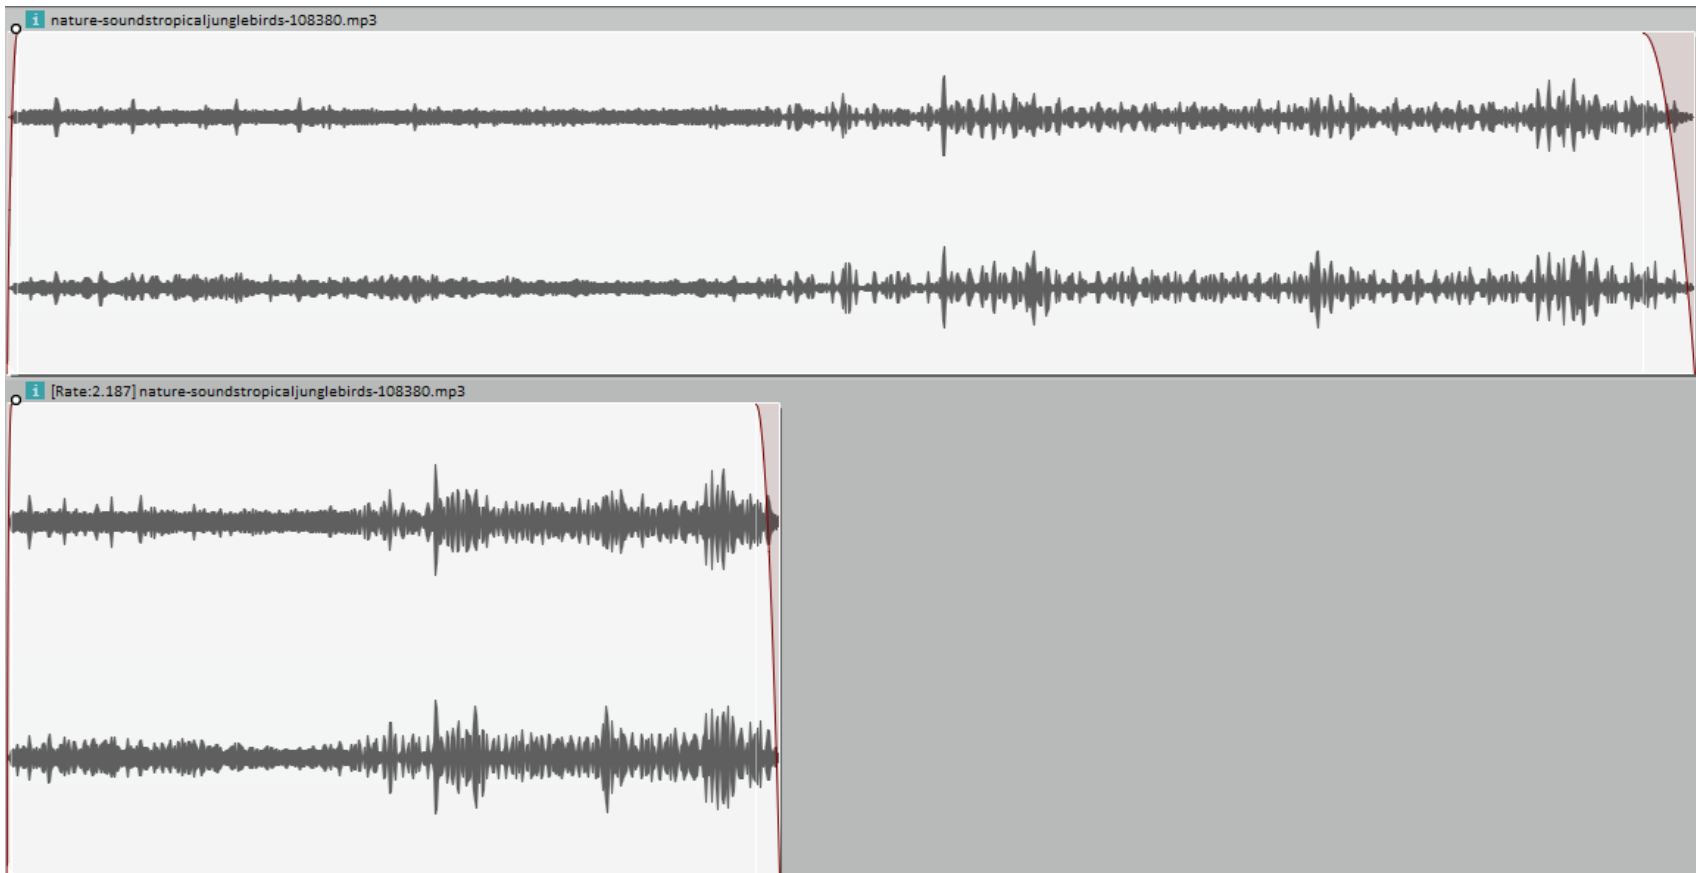 i nature-soundstropicaljunglebirds-108380.mp3
i [Rate:2.187] nature-soundstropicaljunglebirds-108380.mp3